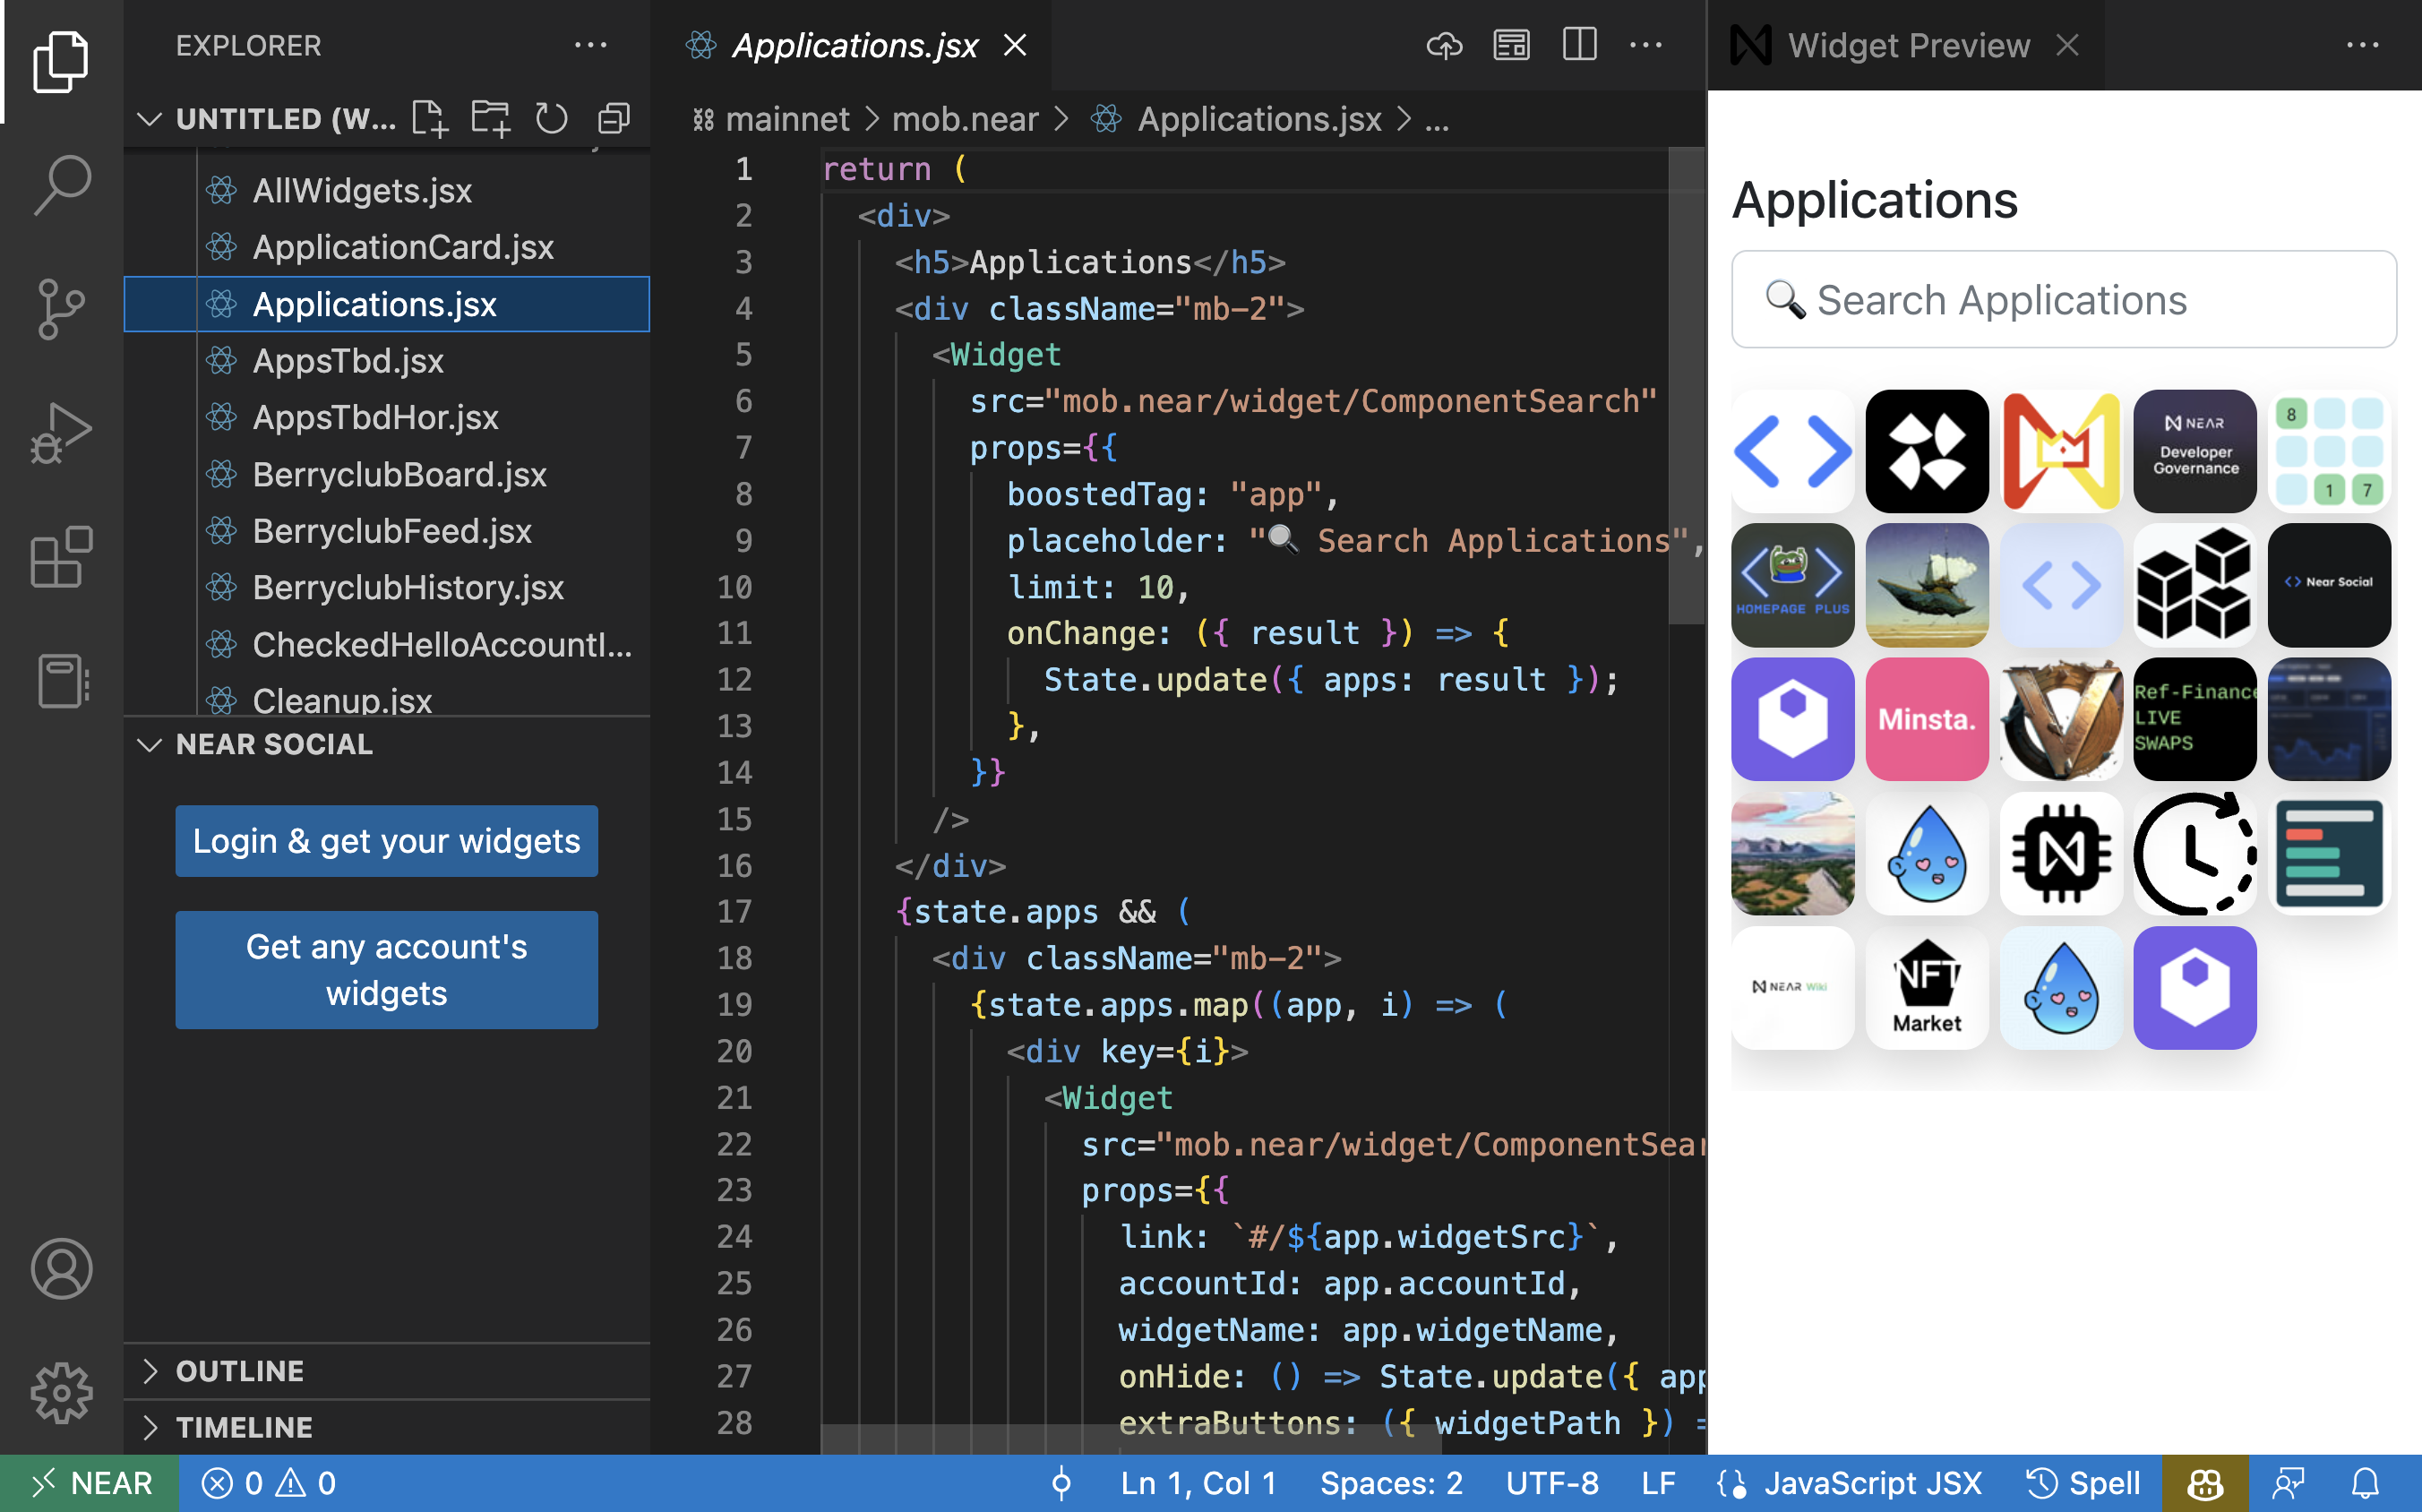 EXPLORER
UNTITLED (W...
AllWidgets.jsx
ApplicationCard.jsx
Applications.jsx
AppsTbd.jsx
AppsTbdHor.jsx
BerryclubBoard.jsx
BerryclubFeed.jsx
BerryclubHistory.jsx
CheckedHelloAccountI...
Cleanup.jsx
NEAR SOCIAL
Login & get your widgets
Get any account's
widgets
OUTLINE
TIMELINE
Applications.jsx
mainnet > mob.near > Applications.jsx > ...
1 return (
2 <div>
3 <h5>Applications</h5>
4 <div className="mb-2">
5 <Widget
6 src="mob.near/widget/ComponentSearch"
7 props={{
8 boostedTag: "app",
9 placeholder: "🔍 Search Applications",
10 limit: 10,
11 onChange: ({ result }) => {
12 State.update({ apps: result });
13 },
14 }}
15 />
16 </div>
17 {state.apps && (
18 <div className="mb-2">
19 {state.apps.map((app, i) => (
20 <div key={i}>
21 <Widget
22 src="mob.near/widget/ComponentSear
23 props={{
24 link: `#/${app.widgetSrc}`,
25 accountId: app.accountId,
26 widgetName: app.widgetName,
27 onHide: () => State.update({ app
28 extraButtons: ({ widgetPath }) =
Widget Preview
Applications
🔍 Search Applications
NEAR
Developer
Governance
8
1 7
HOMEPAGE PLUS
<> Near Social
Minsta.
Ref-Finance
LIVE
SWAPS
NEAR Wiki
NFT
Market
NEAR
0
0
Ln 1, Col 1
Spaces: 2
UTF-8
LF
JavaScript JSX
Spell